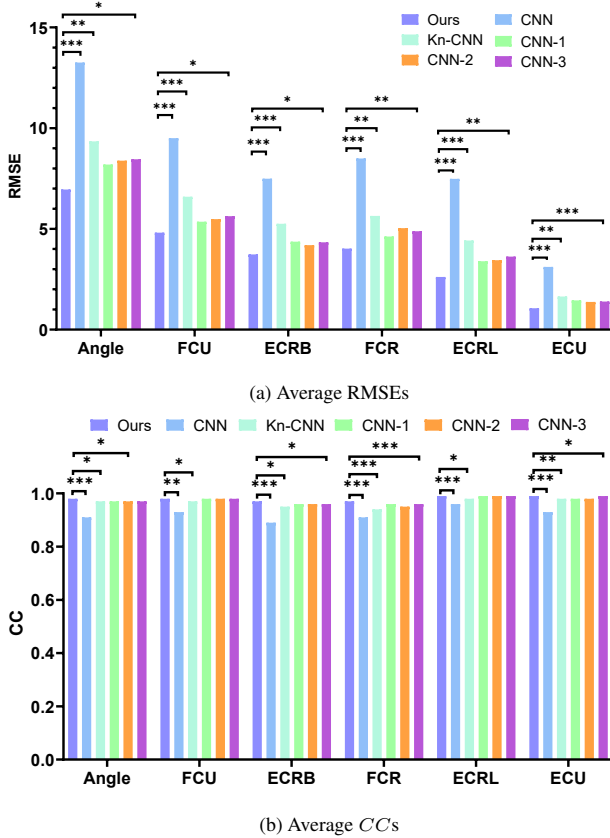 Ours CNN
Kn-CNN CNN-1
CNN-2 CNN-3
RMSE
15
10
5
0
* ** ***
* *** ***
* *** ***
** ** ***
** *** ***
*** ** ***
Angle FCU ECRB FCR ECRL ECU
(a) Average RMSEs
Ours CNN Kn-CNN CNN-1 CNN-2 CNN-3
CC
1.0
0.8
0.6
0.4
0.2
0.0
* * ***
* **
* * ***
*** *** ***
* ***
* ** ***
Angle FCU ECRB FCR ECRL ECU
(b) Average CCs